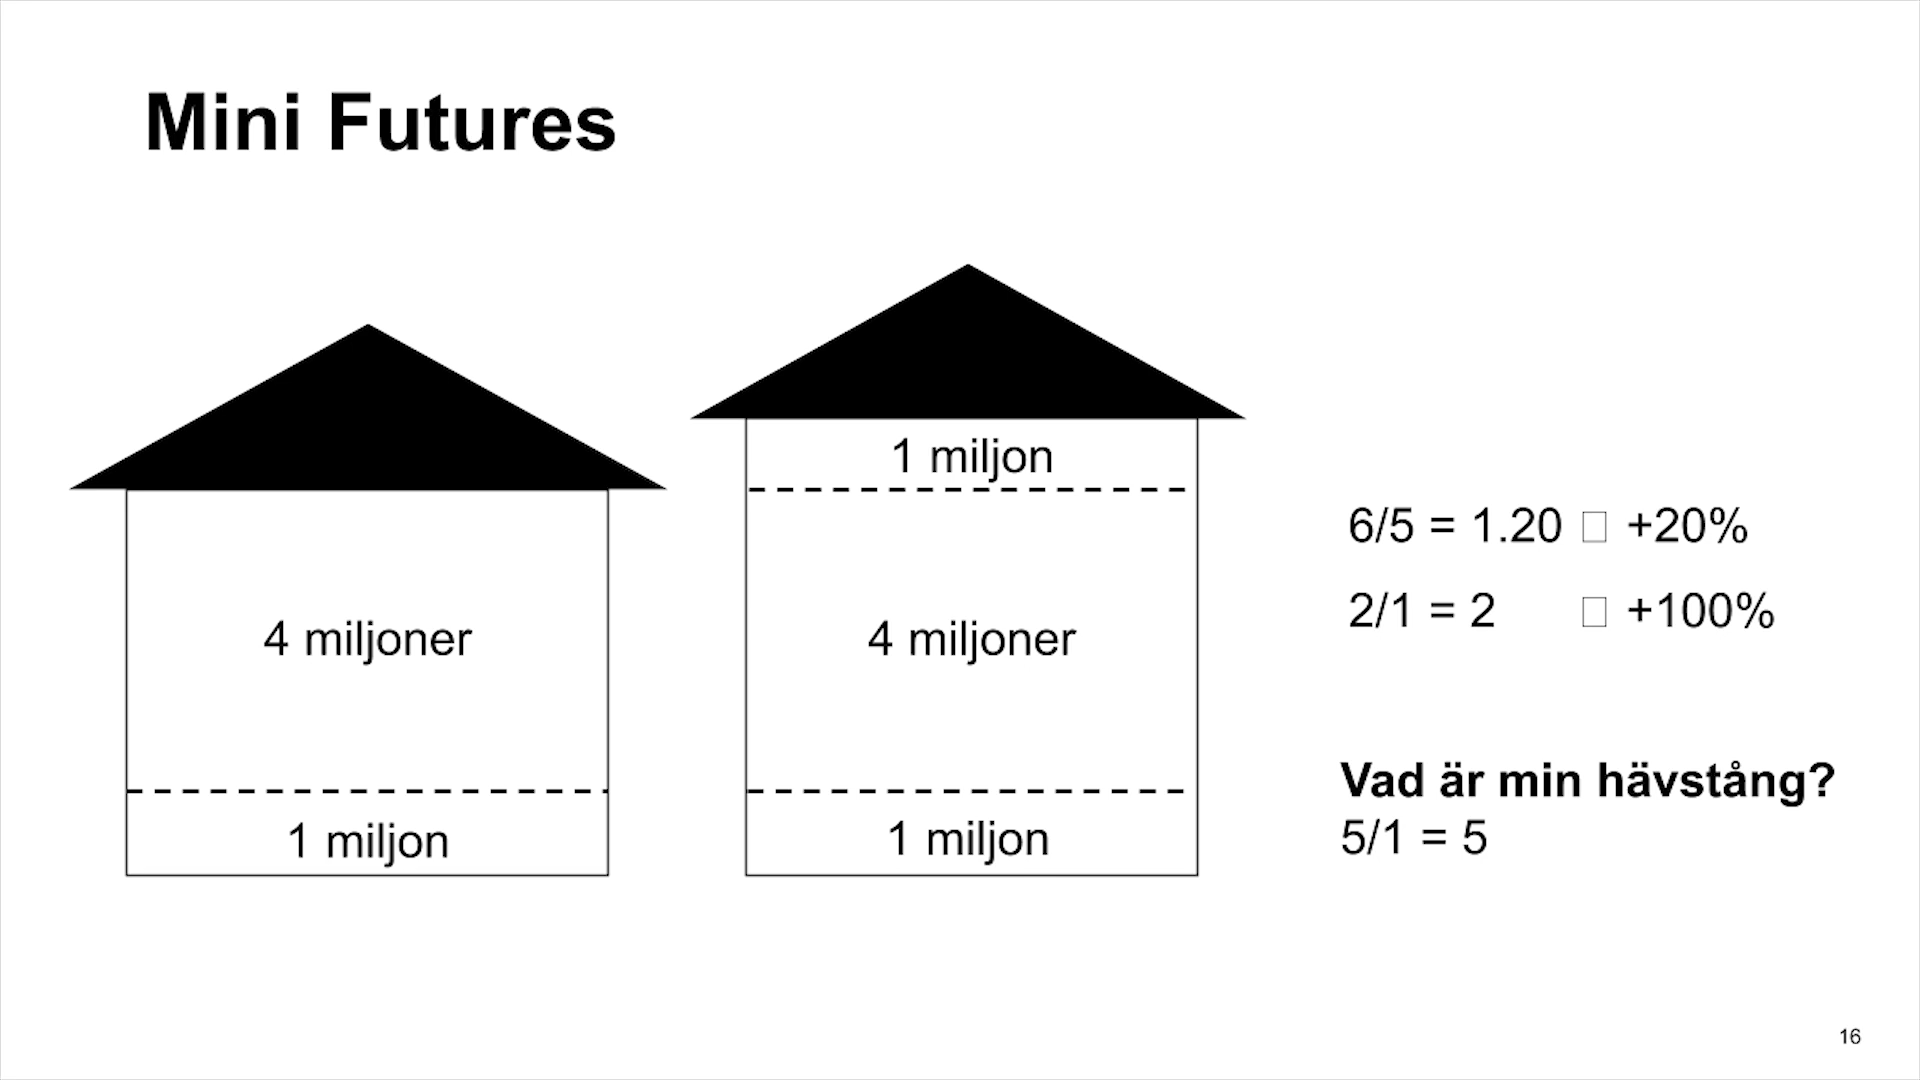 Mini Futures
4 miljoner
1 miljon
1 miljon
4 miljoner
1 miljon
6/5 = 1.20 □ +20%
2/1 = 2 □ +100%
Vad är min hävstång?
5/1 = 5
16